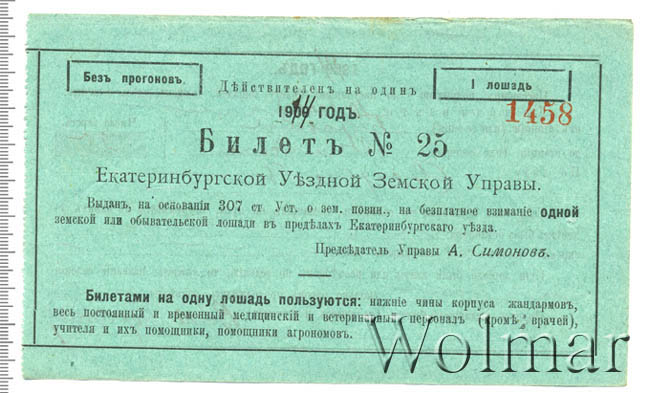 Безъ прогоновъ.
1 лошадь
Дѣйствителенъ на одинъ
1458
ГОДЪ.
Билетъ № 25
Екатеринбургской Уѣздной Земской Управы.
Выданъ, на основаніи 307 ст Уст. о зем. повин., на безплатное взиманіе одной
земской или обывательской лошади въ предѣлахъ Екатеринбургскаго уѣзда.
Предсѣдатель Управы А. Симоновъ.
Билетами на одну лошадь пользуются: нижніе чины корпуса жандармовъ,
весь постоянный и временный медицинскій и ветеринарный персоналъ (кромѣ врачей),
учителя и ихъ помощники, помощники агрономовъ.
Wolmar